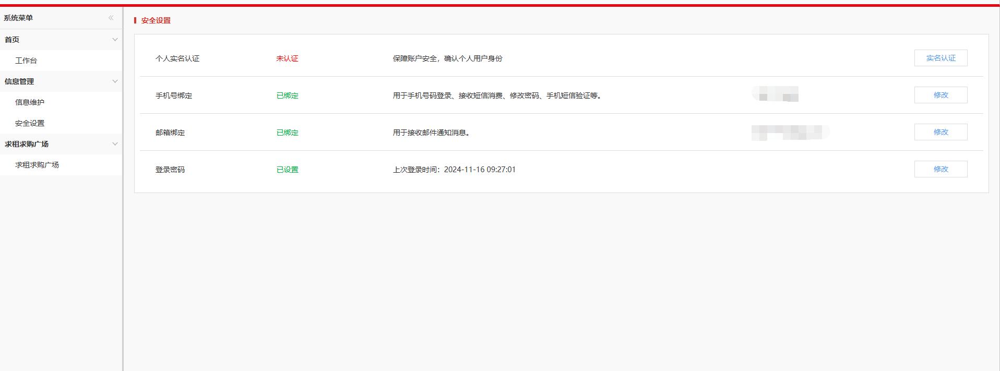 系统菜单
首页
工作台
信息管理
信息维护
安全设置
求租求购广场
求租求购广场
安全设置
个人实名认证 未认证 保障账户安全，确认个人用户身份 实名认证
手机号绑定 已绑定 用于手机号码登录、接收短信消费、修改密码、手机短信验证等。 修改
邮箱绑定 已绑定 用于接收邮件通知消息。 修改
登录密码 已设置 上次登录时间：2024-11-16 09:27:01 修改